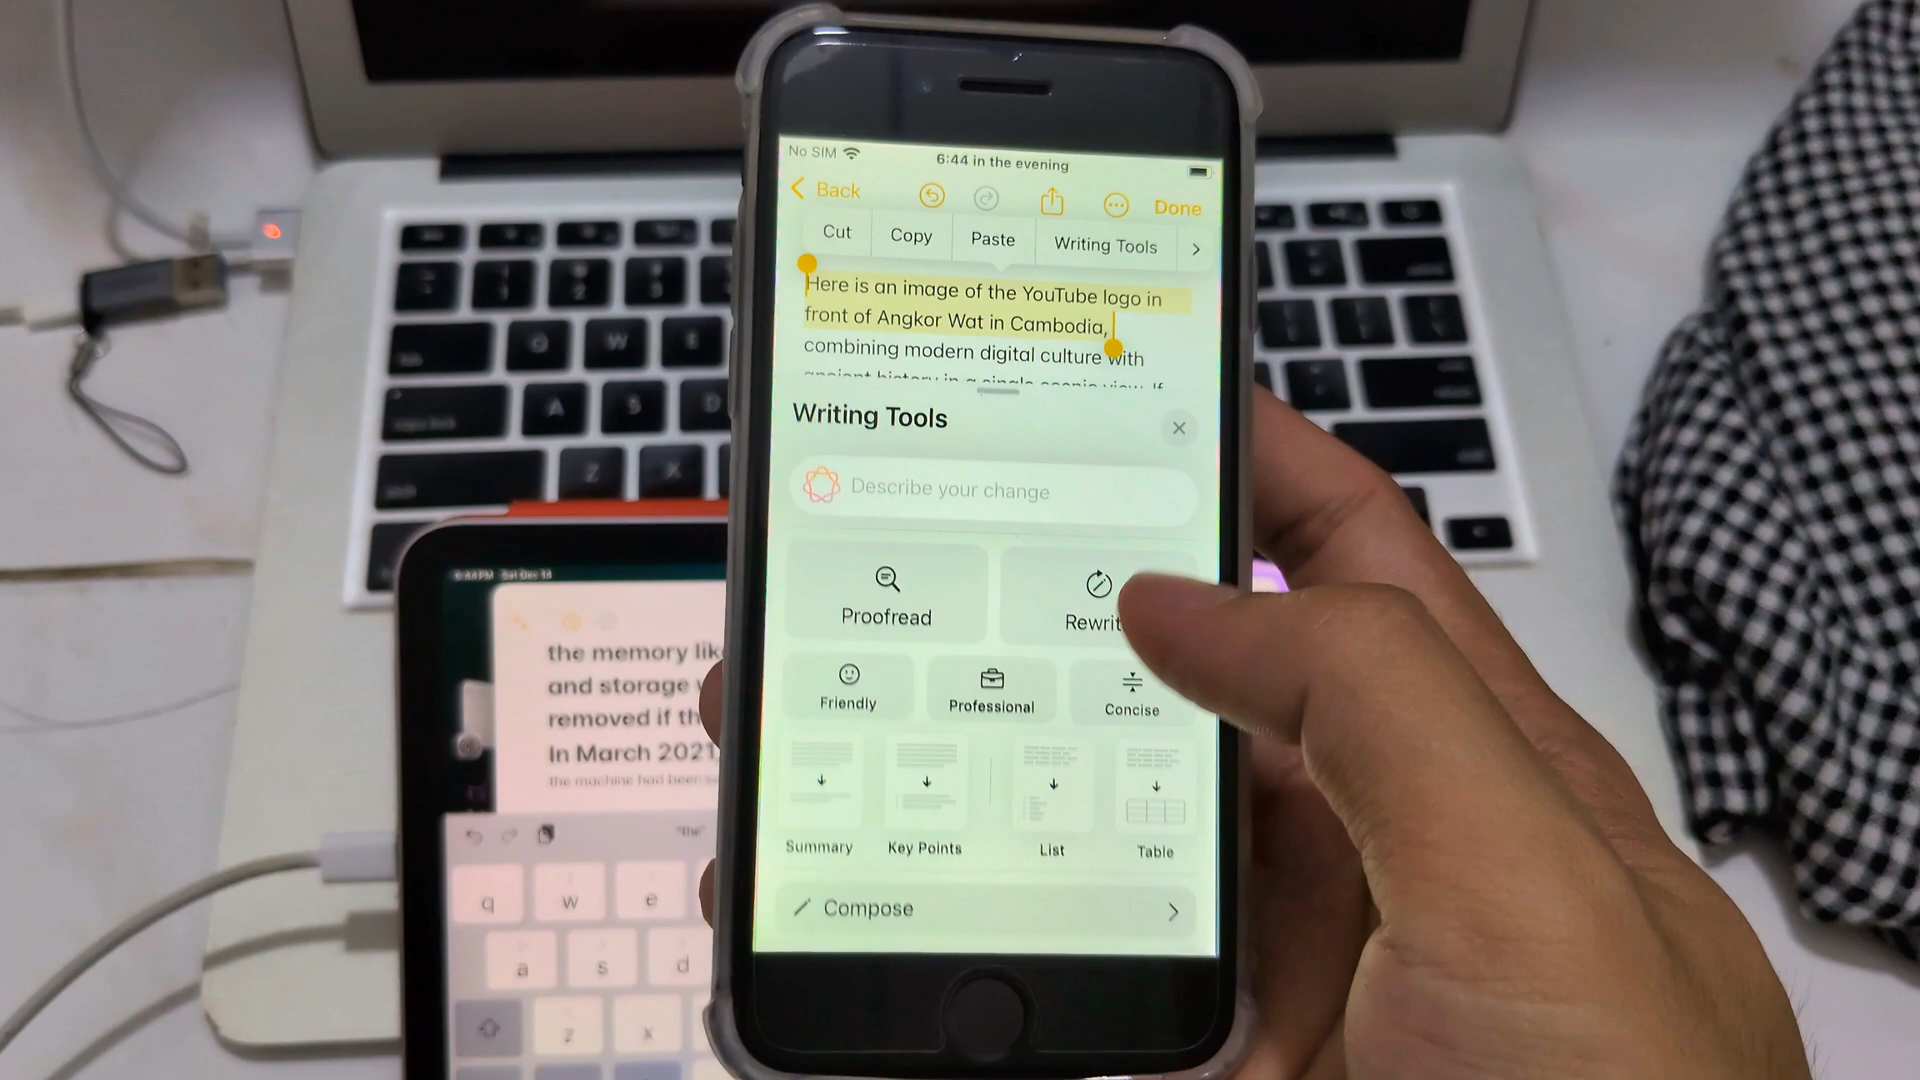 No SIM
6:44 in the evening
Back
Done
Cut
Copy
Paste
Writing Tools
Here is an image of the YouTube logo in
front of Angkor Wat in Cambodia,
combining modern digital culture with
Writing Tools
Describe your change
Proofread
Rewrit
Friendly
Professional
Concise
Summary
Key Points
List
Table
Compose
6:44 PM Sat Dec 14
the memory lik
and storage
removed if th
In March 2021,
the machine had been
"the"
q w e
a s d
z x
Q W E
A S D
Z X